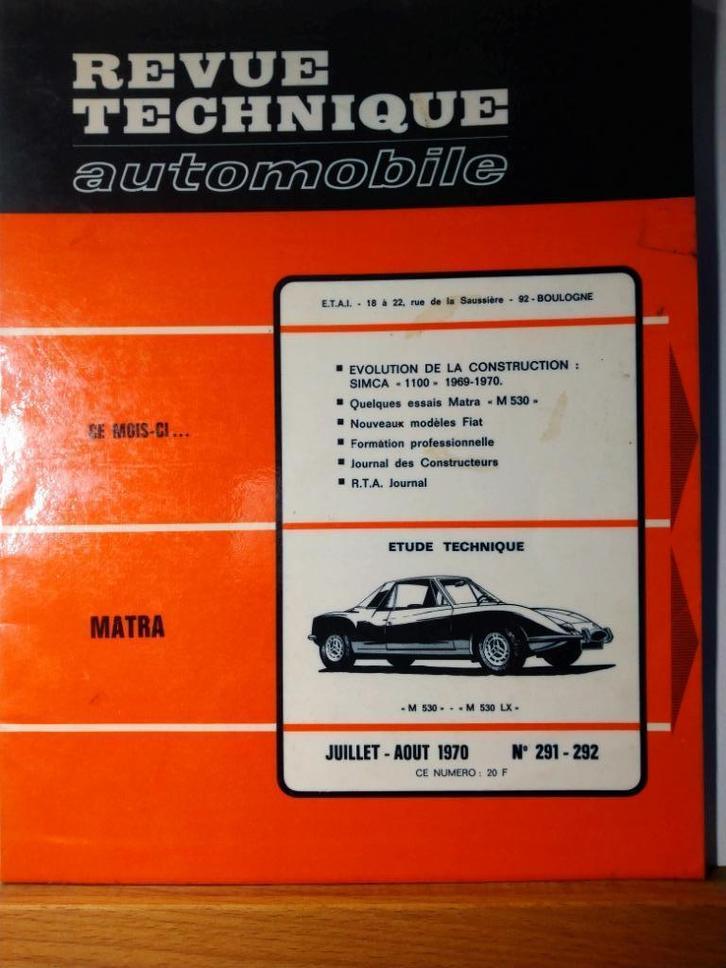 REVUE
TECHNIQUE
automobile
E.T.A.I. - 18 à 22, rue de la Saussière - 92 - BOULOGNE
CE MOIS-CI...
■ EVOLUTION DE LA CONSTRUCTION :
SIMCA « 1100 » 1969-1970.
■ Quelques essais Matra « M 530 »
■ Nouveaux modèles Fiat
■ Formation professionnelle
■ Journal des Constructeurs
■ R.T.A. Journal
MATRA
ETUDE TECHNIQUE
« M 530 » - « M 530 LX »
JUILLET - AOUT 1970 N° 291 - 292
CE NUMERO : 20 F